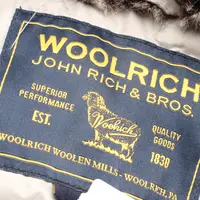 WOOLRICH
JOHN RICH & BROS.
SUPERIOR
PERFORMANCE
EST.
Woolrich
QUALITY
GOODS
1830
WOOLRICH WOOLEN MILLS - WOOLRICH, PA